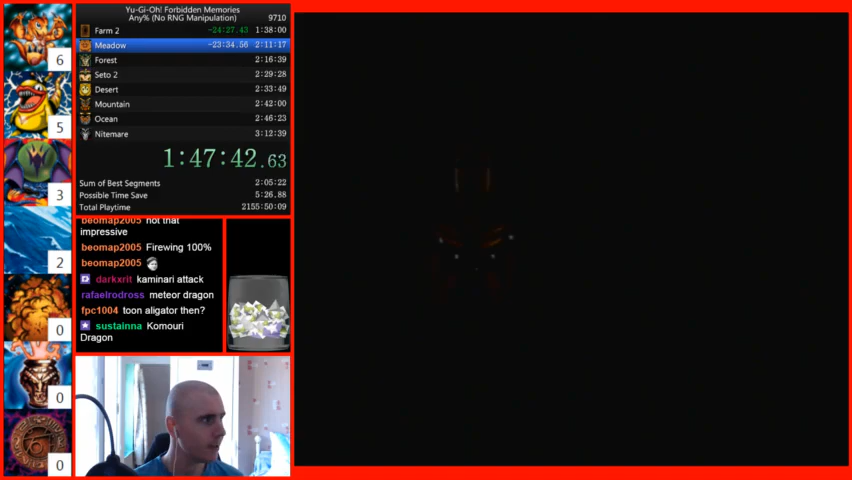 Yu-Gi-Oh! Forbidden Memories
Any% (No RNG Manipulation) 9710
Farm 2 -24:27.43 1:38:00
Meadow -23:34.56 2:11:17
Forest 2:16:39
Seto 2 2:29:28
Desert 2:33:49
Mountain 2:42:00
Ocean 2:46:23
Nitemare 3:12:39
1:47:42.63
Sum of Best Segments 2:05:22
Possible Time Save 5:26.88
Total Playtime 2155:50:09
6
5
3
2
0
0
0
beomap2005 not that
impressive
beomap2005 Firewing 100%
beomap2005
darkxrit kaminari attack
rafaelrodross meteor dragon
fpc1004 toon aligator then?
sustainna Komouri
Dragon